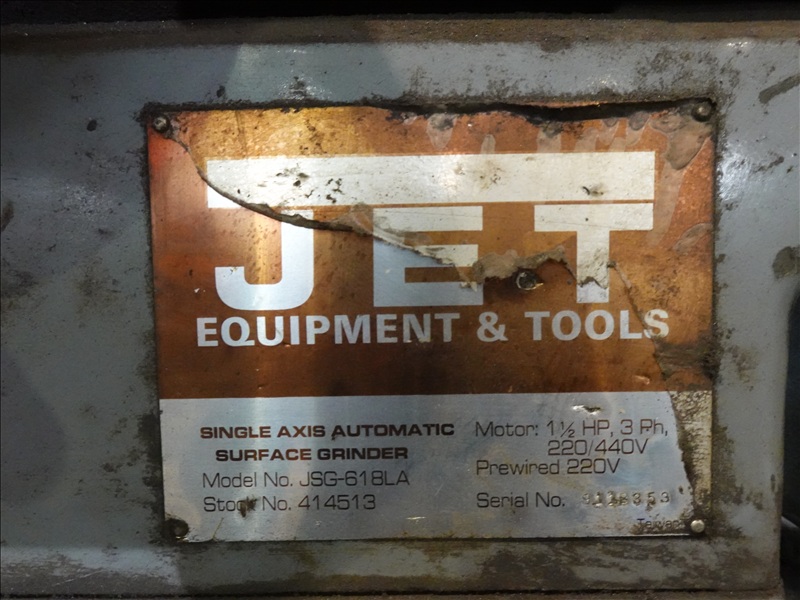 JET
EQUIPMENT & TOOLS
SINGLE AXIS AUTOMATIC
SURFACE GRINDER
Model No. JSG-618LA
Stock No. 414513
Motor: 1½ HP, 3 Ph,
220/440V
Prewired 220V
Serial No.
Taiwan